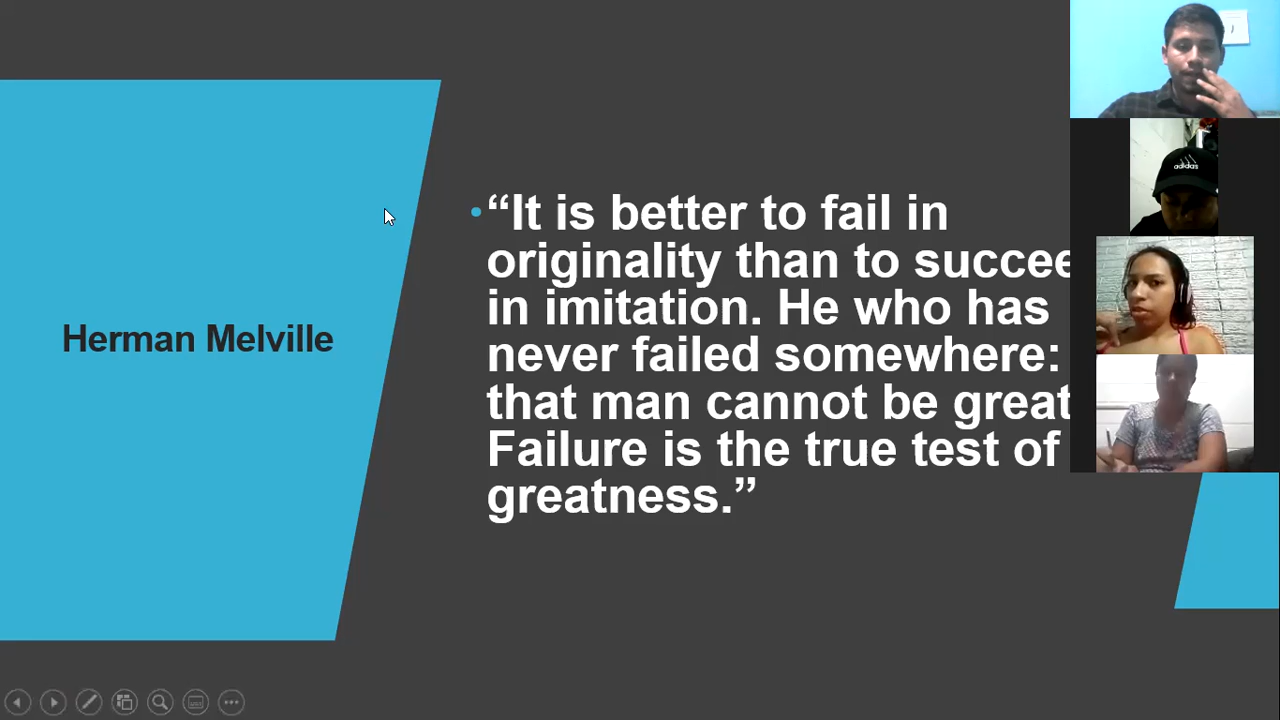 Herman Melville
“It is better to fail in
originality than to succee
in imitation. He who has
never failed somewhere:
that man cannot be great
Failure is the true test of
greatness.”
adidas